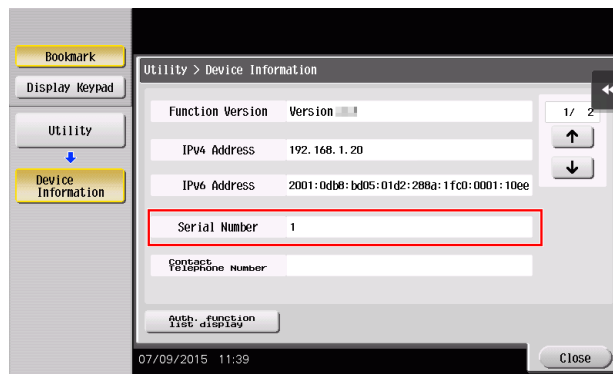 Bookmark
Display Keypad
Utility
Device
Information
Utility > Device Information
Function Version Version
1/ 2
IPv4 Address 192.168.1.20
IPv6 Address 2001:0db8:bd05:01d2:288a:1fc0:0001:10ee
Serial Number 1
Contact
Telephone Number
Auth. function
list display
07/09/2015 11:39
Close